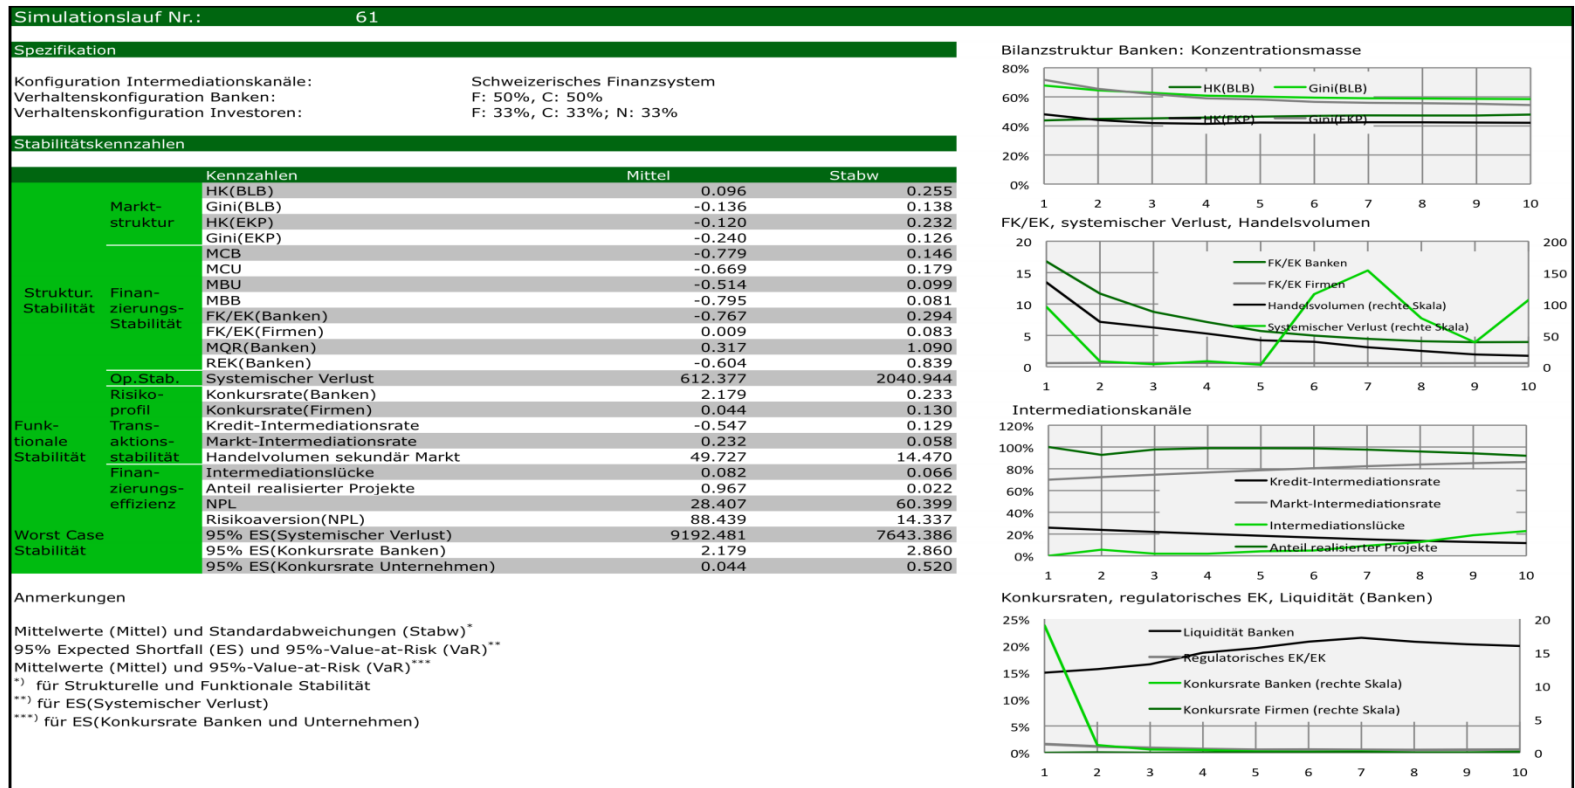 Simulationslauf Nr.: 61
Spezifikation
Konfiguration Intermediationskanäle: Schweizerisches Finanzsystem
Verhaltenskonfiguration Banken: F: 50%, C: 50%
Verhaltenskonfiguration Investoren: F: 33%, C: 33%; N: 33%
Stabilitätskennzahlen
Kennzahlen Mittel Stabw
Struktur. Stabilität
Markt-struktur
HK(BLB) 0.096 0.255
Gini(BLB) -0.136 0.138
HK(EKP) -0.120 0.232
Gini(EKP) -0.240 0.126
Finan-zierungs-Stabilität
MCB -0.779 0.146
MCU -0.669 0.179
MBU -0.514 0.099
MBB -0.795 0.081
FK/EK(Banken) -0.767 0.294
FK/EK(Firmen) 0.009 0.083
MQR(Banken) 0.317 1.090
REK(Banken) -0.604 0.839
Op.Stab. Systemischer Verlust 612.377 2040.944
Funk-tionale Stabilität
Risiko-profil
Konkursrate(Banken) 2.179 0.233
Konkursrate(Firmen) 0.044 0.130
Trans-aktions-stabilität
Kredit-Intermediationsrate -0.547 0.129
Markt-Intermediationsrate 0.232 0.058
Handelvolumen sekundär Markt 49.727 14.470
Finan-zierungs-effizienz
Intermediationslücke 0.082 0.066
Anteil realisierter Projekte 0.967 0.022
NPL 28.407 60.399
Risikoaversion(NPL) 88.439 14.337
Worst Case Stabilität
95% ES(Systemischer Verlust) 9192.481 7643.386
95% ES(Konkursrate Banken) 2.179 2.860
95% ES(Konkursrate Unternehmen) 0.044 0.520
Anmerkungen
Mittelwerte (Mittel) und Standardabweichungen (Stabw)*
95% Expected Shortfall (ES) und 95%-Value-at-Risk (VaR)**
Mittelwerte (Mittel) und 95%-Value-at-Risk (VaR)***
*) für Strukturelle und Funktionale Stabilität
**) für ES(Systemischer Verlust)
***) für ES(Konkursrate Banken und Unternehmen)
Bilanzstruktur Banken: Konzentrationsmasse
80%
60%
40%
20%
0%
HK(BLB) Gini(BLB)
HK(EKP) Gini(EKP)
1 2 3 4 5 6 7 8 9 10
FK/EK, systemischer Verlust, Handelsvolumen
20 200
15 150
10 100
5 50
0 0
FK/EK Banken
FK/EK Firmen
Handelsvolumen (rechte Skala)
Systemischer Verlust (rechte Skala)
1 2 3 4 5 6 7 8 9 10
Intermediationskanäle
120%
100%
80%
60%
40%
20%
0%
Kredit-Intermediationsrate
Markt-Intermediationsrate
Intermediationslücke
Anteil realisierter Projekte
1 2 3 4 5 6 7 8 9 10
Konkursraten, regulatorisches EK, Liquidität (Banken)
25% 20
20% 15
15%
10% 10
5% 5
0% 0
Liquidität Banken
Regulatorisches EK/EK
Konkursrate Banken (rechte Skala)
Konkursrate Firmen (rechte Skala)
1 2 3 4 5 6 7 8 9 10